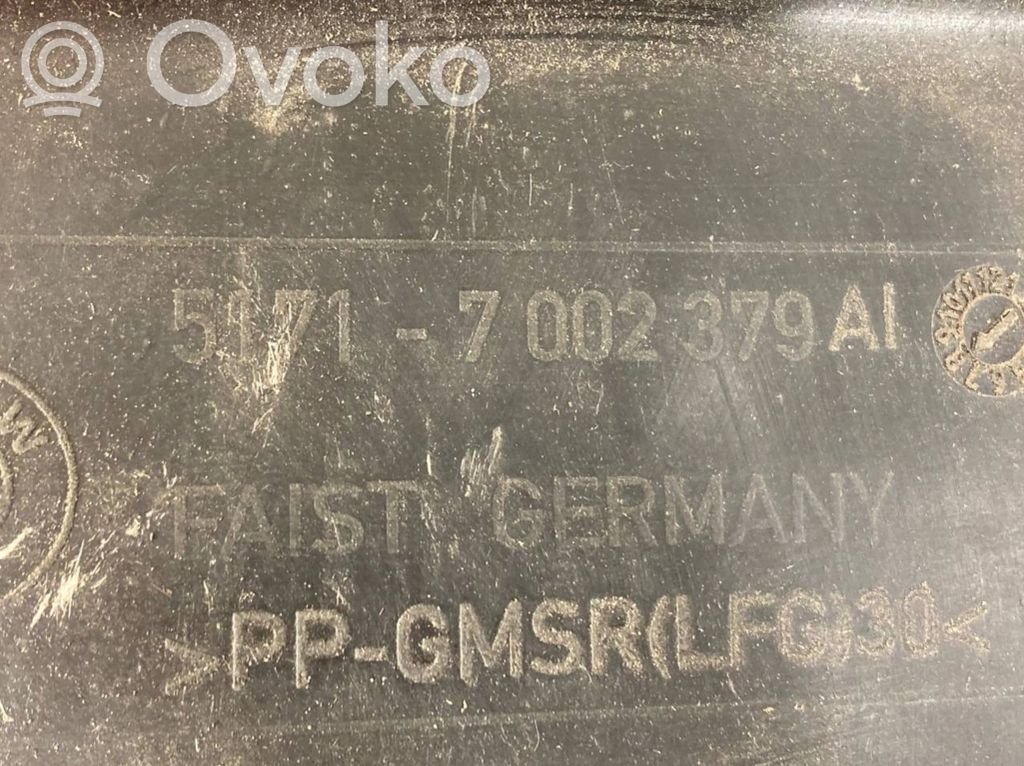 Ovoko
5171 - 7 002 379 AI
FAIST GERMANY
>PP-GMSR(LFG)30<